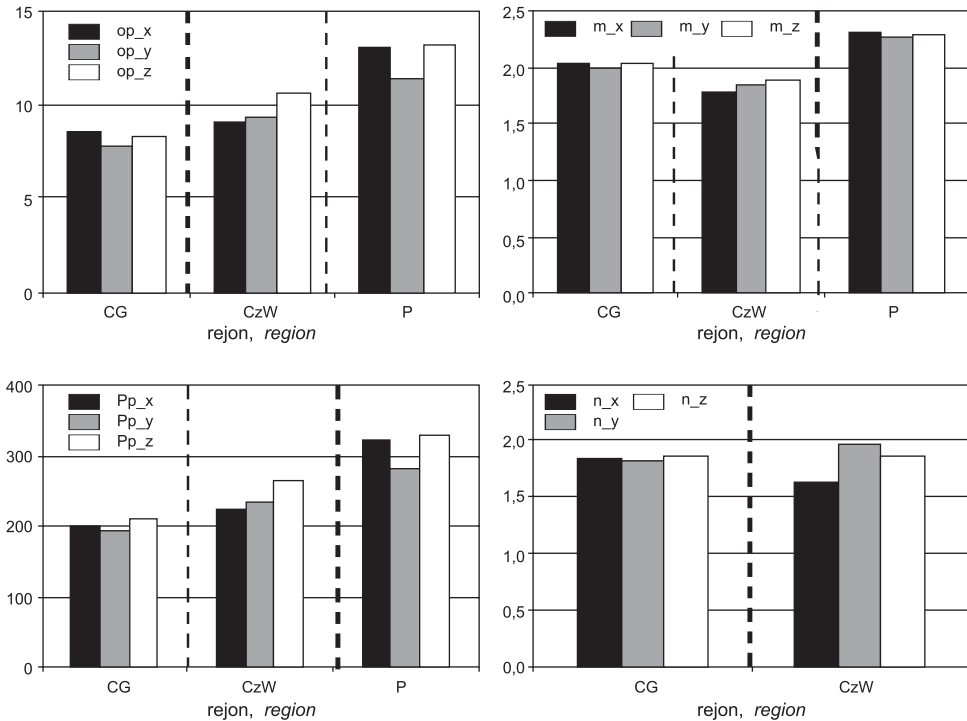 15
10
5
0
op_x
op_y
op_z
CG CzW P
rejon, region
2,5
2,0
1,5
1,0
0,5
0,0
m_x m_y m_z
CG CzW P
rejon, region
400
300
200
100
0
Pp_x
Pp_y
Pp_z
CG CzW P
rejon, region
2,5
2,0
1,5
1,0
0,5
0,0
n_x n_z
n_y
CG CzW
rejon, region